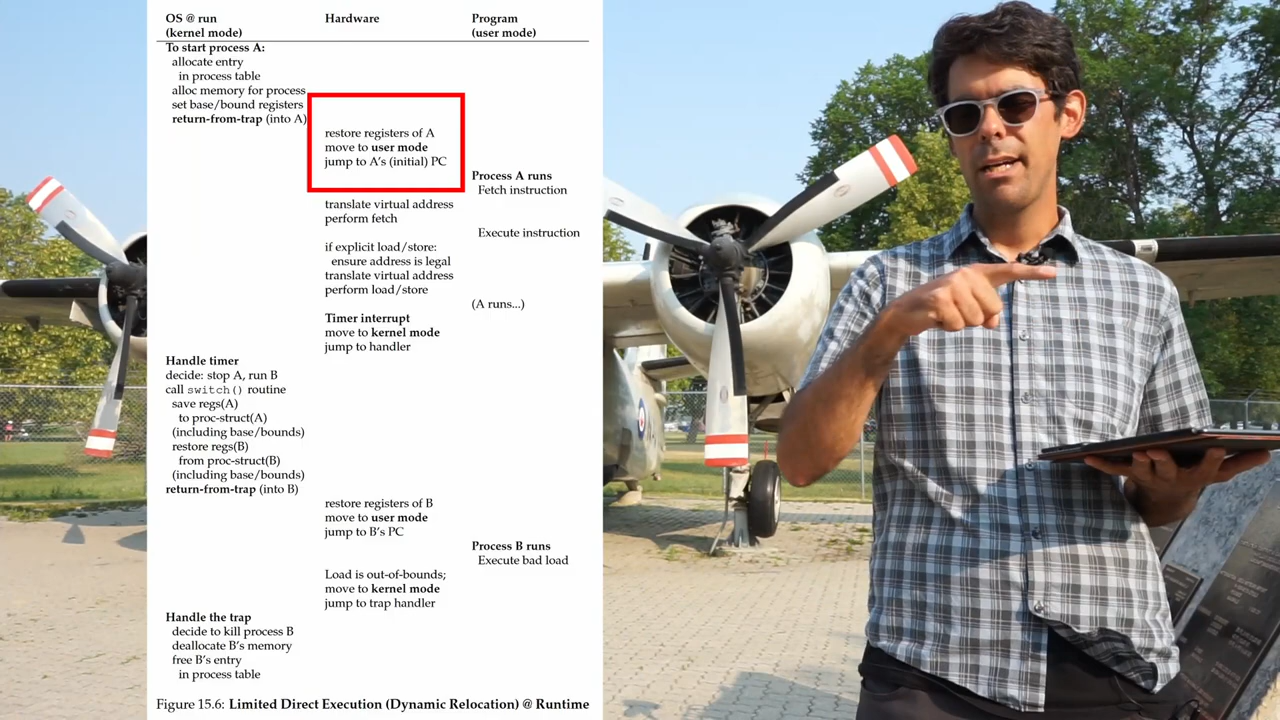 OS @ run Hardware Program
(kernel mode) (user mode)
To start process A:
allocate entry
in process table
alloc memory for process
set base/bound registers
return-from-trap (into A)
restore registers of A
move to user mode
jump to A's (initial) PC
Process A runs
Fetch instruction
translate virtual address
perform fetch
Execute instruction
if explicit load/store:
ensure address is legal
translate virtual address
perform load/store
(A runs...)
Timer interrupt
move to kernel mode
jump to handler
Handle timer
decide: stop A, run B
call switch() routine
save regs(A)
to proc-struct(A)
(including base/bounds)
restore regs(B)
from proc-struct(B)
(including base/bounds)
return-from-trap (into B)
restore registers of B
move to user mode
jump to B's PC
Process B runs
Execute bad load
Load is out-of-bounds;
move to kernel mode
jump to trap handler
Handle the trap
decide to kill process B
deallocate B's memory
free B's entry
in process table
Figure 15.6: Limited Direct Execution (Dynamic Relocation) @ Runtime